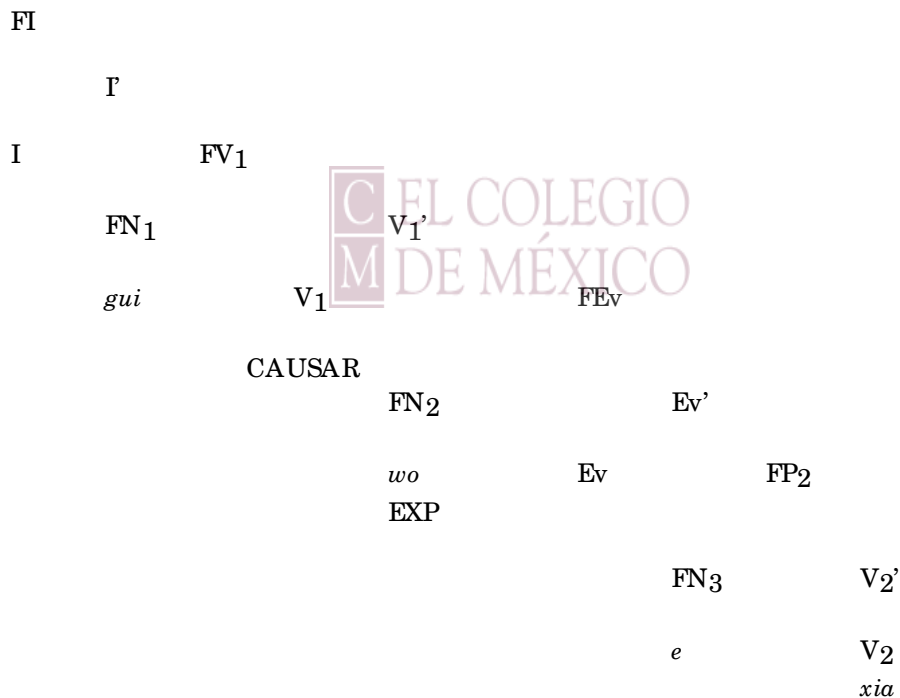 FI
I’
I FV1
FN1 V1’
gui V1 FEv
CAUSAR
FN2 Ev’
wo Ev FP2
EXP
FN3 V2’
e V2
xia
C EL COLEGIO
M DE MÉXICO